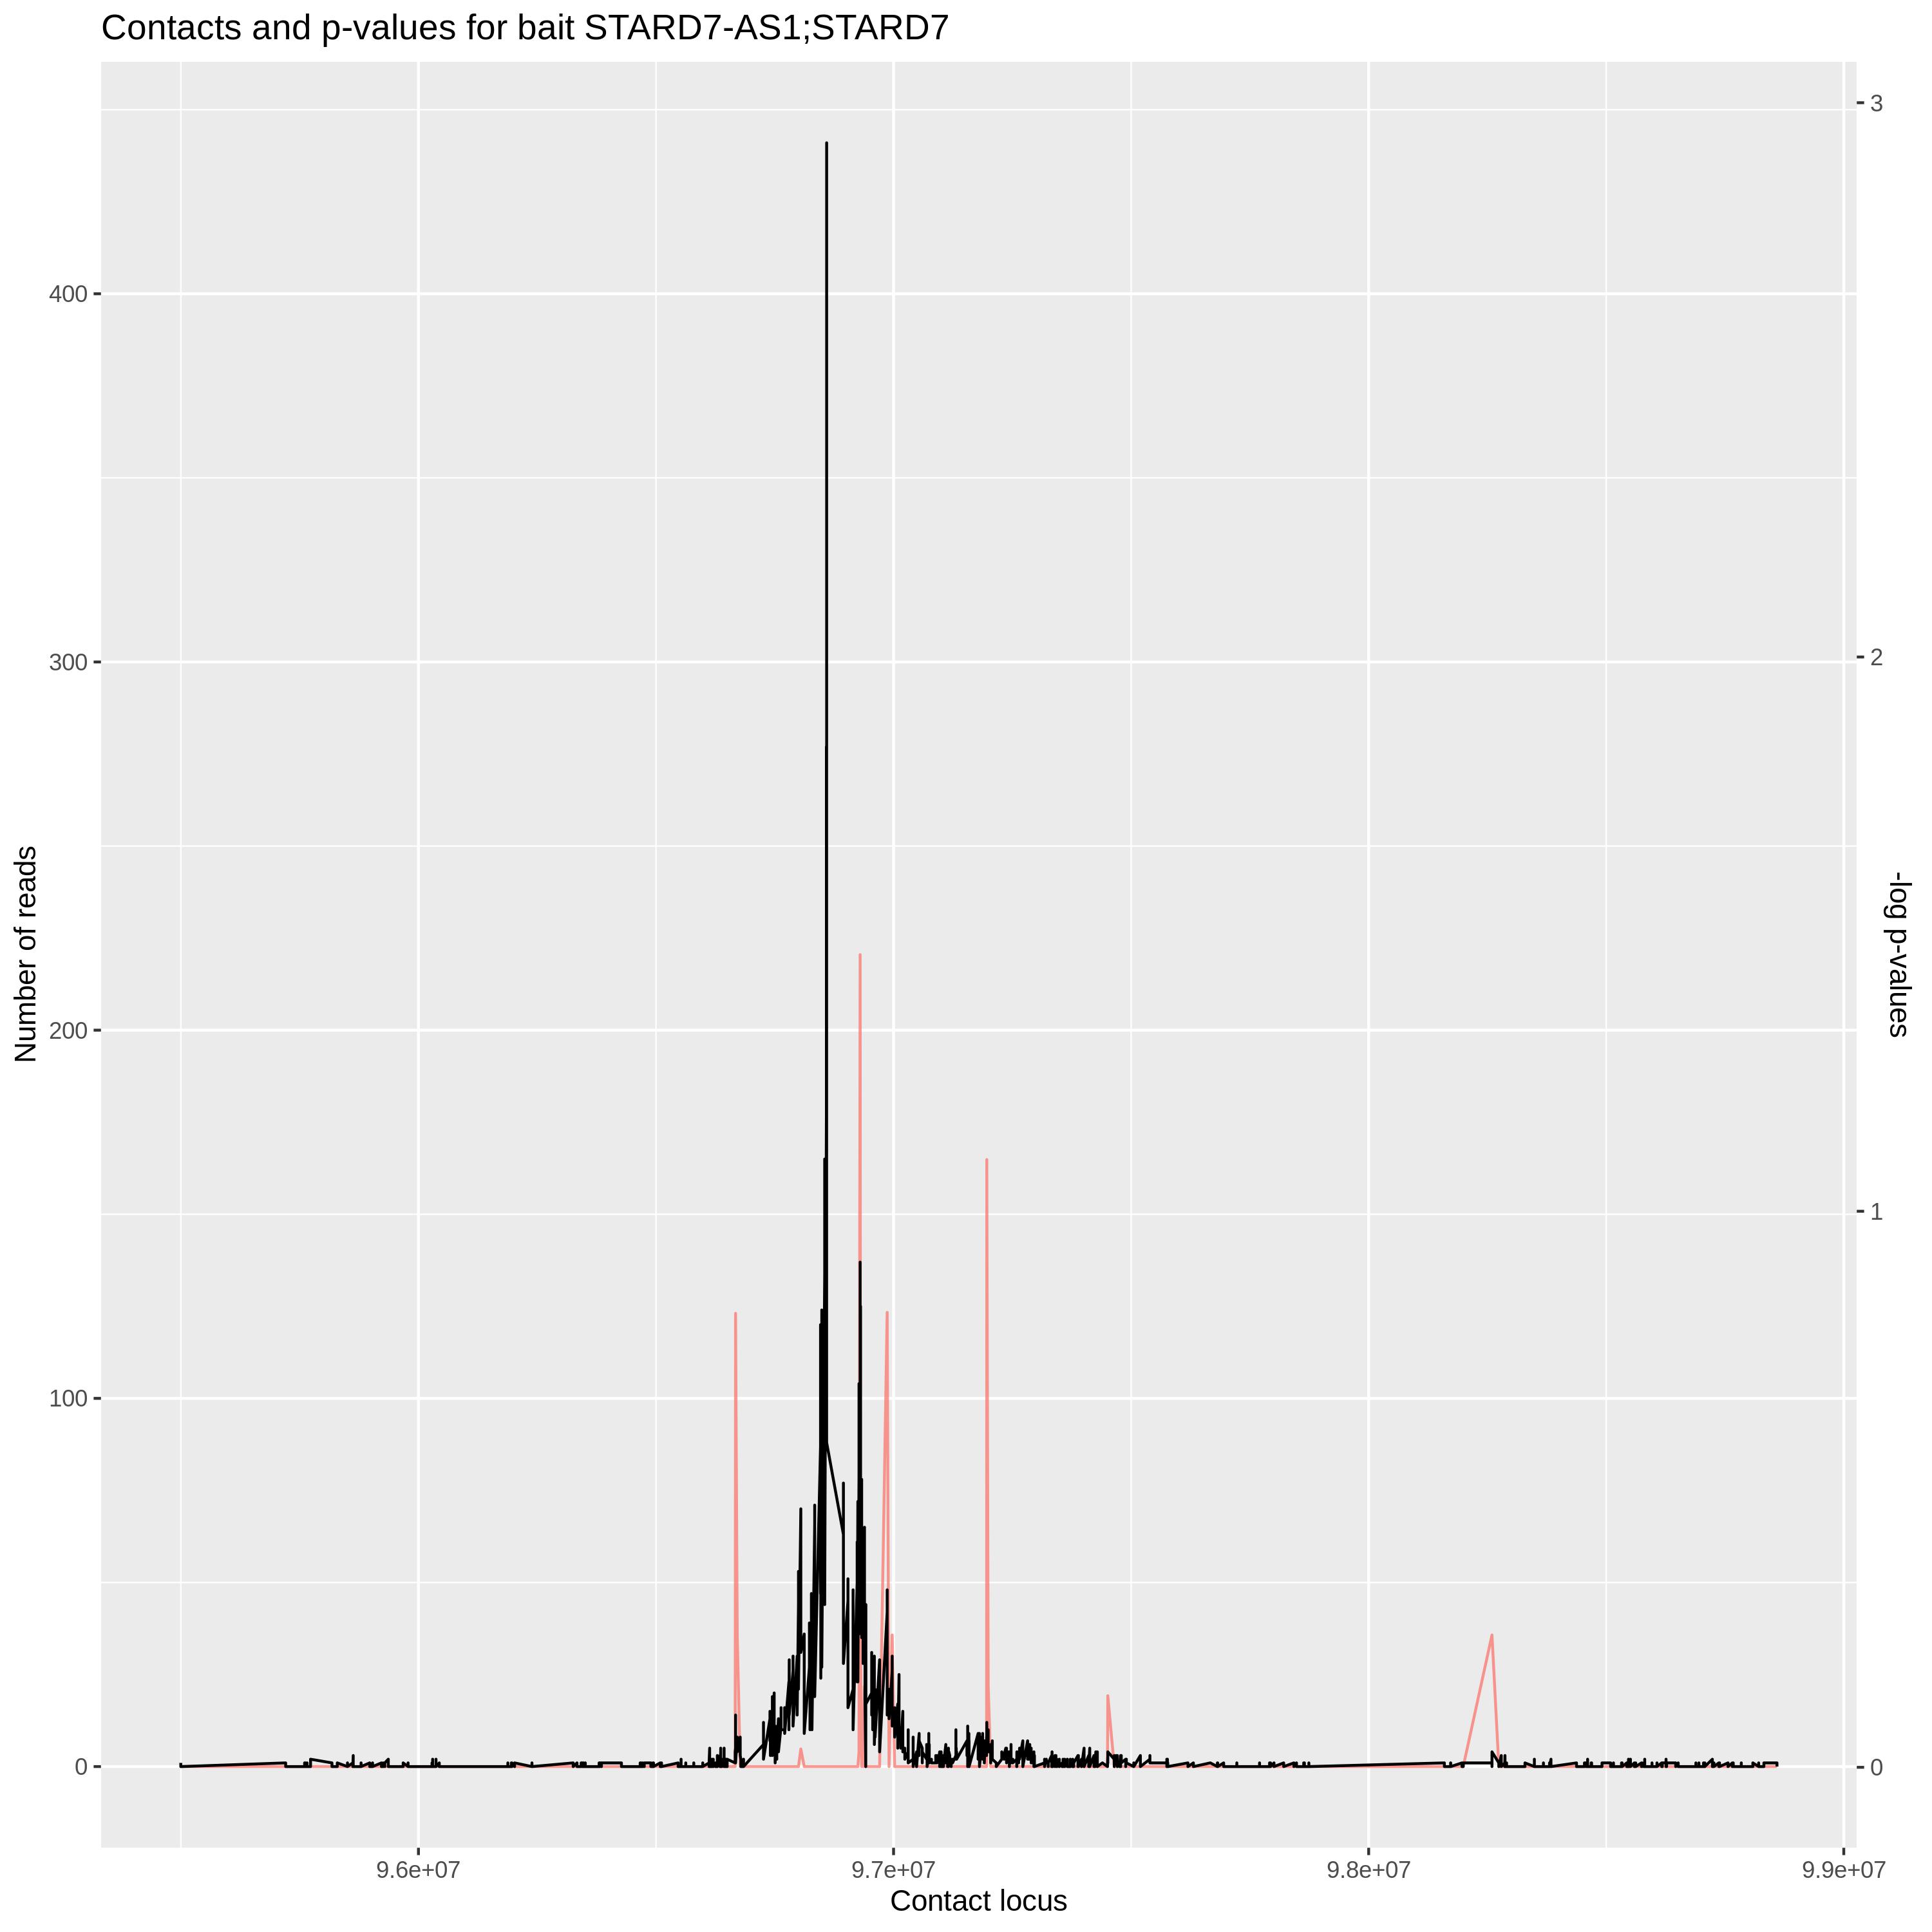 Contacts and p-values for bait STARD7-AS1;STARD7
Number of reads
400
300
200
100
0
3
2
1
0
-log p-values
9.6e+07
9.7e+07
9.8e+07
9.9e+07
Contact locus